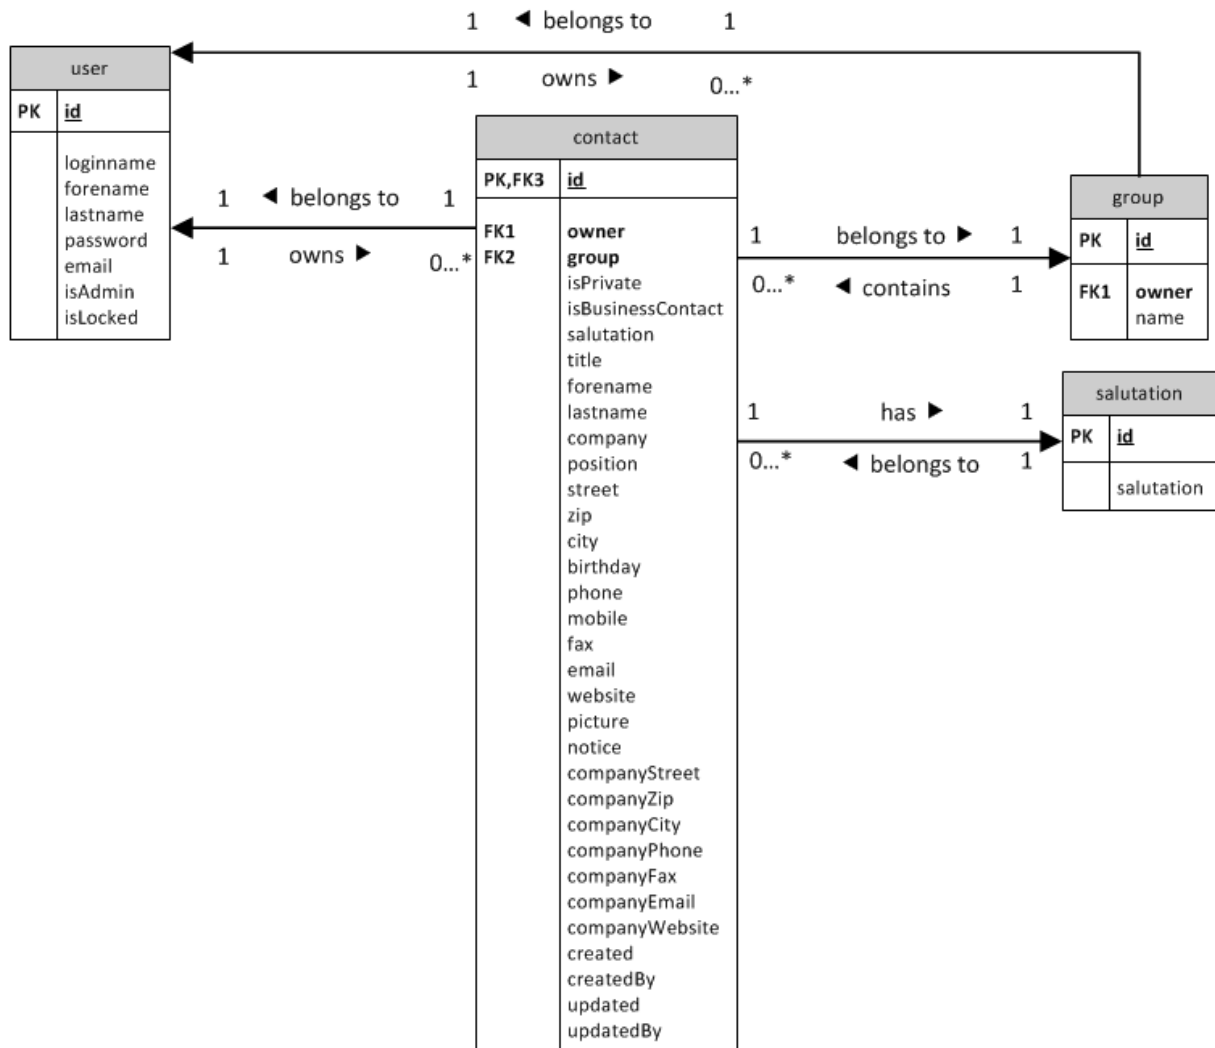 1 ◄ belongs to 1
user
1 owns ► 0...*
PK id
loginname
forename
lastname
password
email
isAdmin
isLocked
1 ◄ belongs to 1
1 owns ► 0...*
contact
PK,FK3 id
FK1 owner
FK2 group
isPrivate
isBusinessContact
salutation
title
forename
lastname
company
position
street
zip
city
birthday
phone
mobile
fax
email
website
picture
notice
companyStreet
companyZip
companyCity
companyPhone
companyFax
companyEmail
companyWebsite
created
createdBy
updated
updatedBy
1 belongs to ► 1
0...* ◄ contains 1
group
PK id
FK1 owner
name
1 has ► 1
0...* ◄ belongs to 1
salutation
PK id
salutation